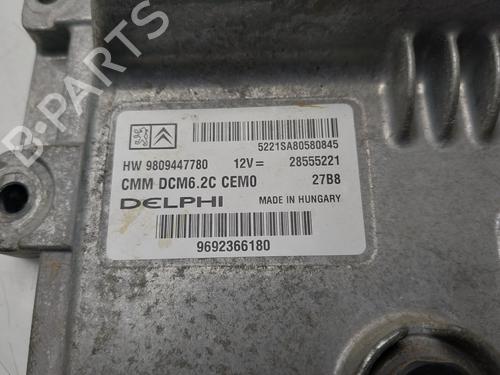 5221SA80580845
HW 9809447780 12V= 28555221
CMM DCM6.2C CEM0 27B8
DELPHI MADE IN HUNGARY
9692366180
B-Parts